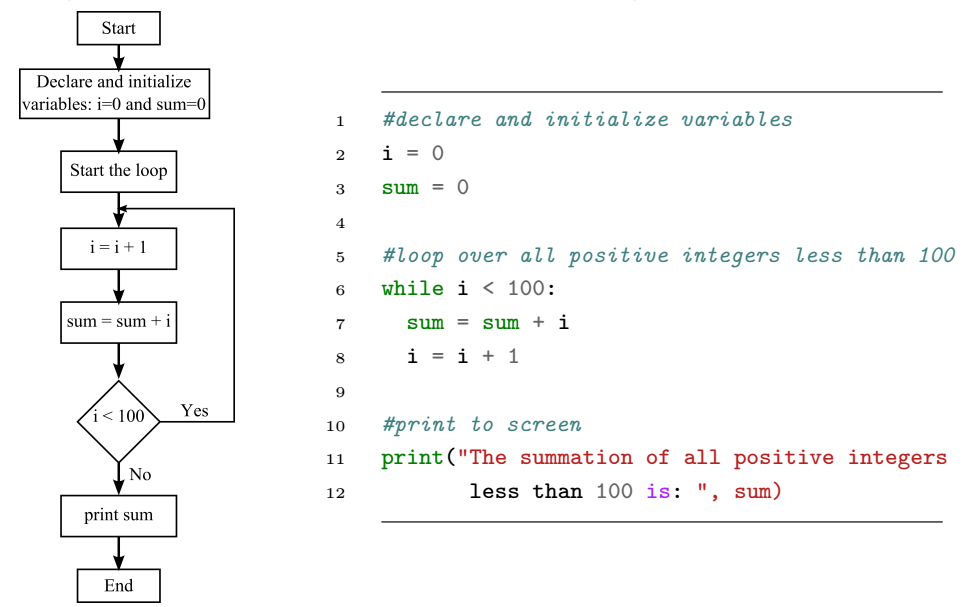 Start
Declare and initialize
variables: i=0 and sum=0
Start the loop
i = i + 1
sum = sum + i
i < 100
Yes
No
print sum
End
1 #declare and initialize variables
2 i = 0
3 sum = 0
4
5 #loop over all positive integers less than 100
6 while i < 100:
7   sum = sum + i
8   i = i + 1
9
10 #print to screen
11 print("The summation of all positive integers
12        less than 100 is: ", sum)